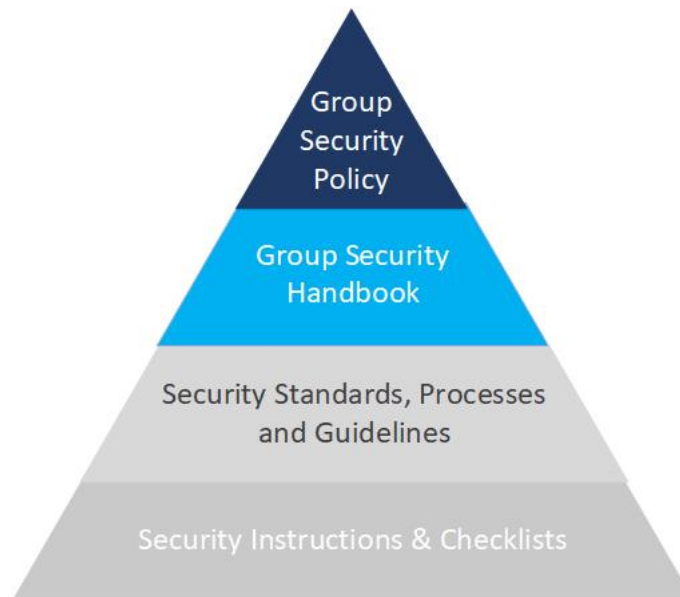 Group
Security
Policy
Group Security
Handbook
Security Standards, Processes
and Guidelines
Security Instructions & Checklists